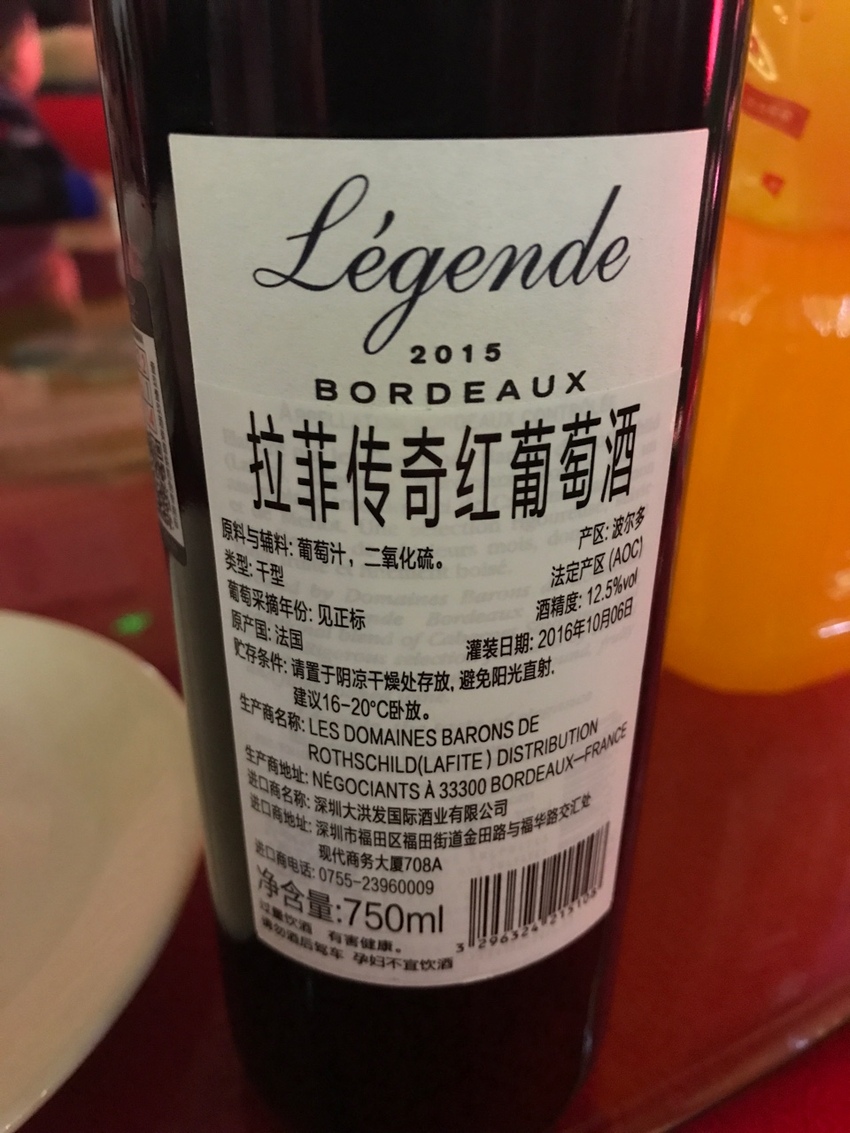 Légende
2015
BORDEAUX
拉菲传奇红葡萄酒
原料与辅料: 葡萄汁，二氧化硫。
产区: 波尔多
类型: 干型
法定产区 (AOC)
葡萄采摘年份: 见正标
酒精度: 12.5%vol
原产国: 法国
灌装日期: 2016年10月06日
贮存条件: 请置于阴凉干燥处存放, 避免阳光直射,
建议16-20°C卧放。
生产商名称: LES DOMAINES BARONS DE
ROTHSCHILD(LAFITE) DISTRIBUTION
生产商地址: NÉGOCIANTS À 33300 BORDEAUX-FRANCE
进口商名称: 深圳大洪发国际酒业有限公司
进口商地址: 深圳市福田区福田街道金田路与福华路交汇处
现代商务大厦708A
进口商电话: 0755-23960009
净含量:750ml
过量饮酒 有害健康。
请勿酒后驾车 孕妇不宜饮酒